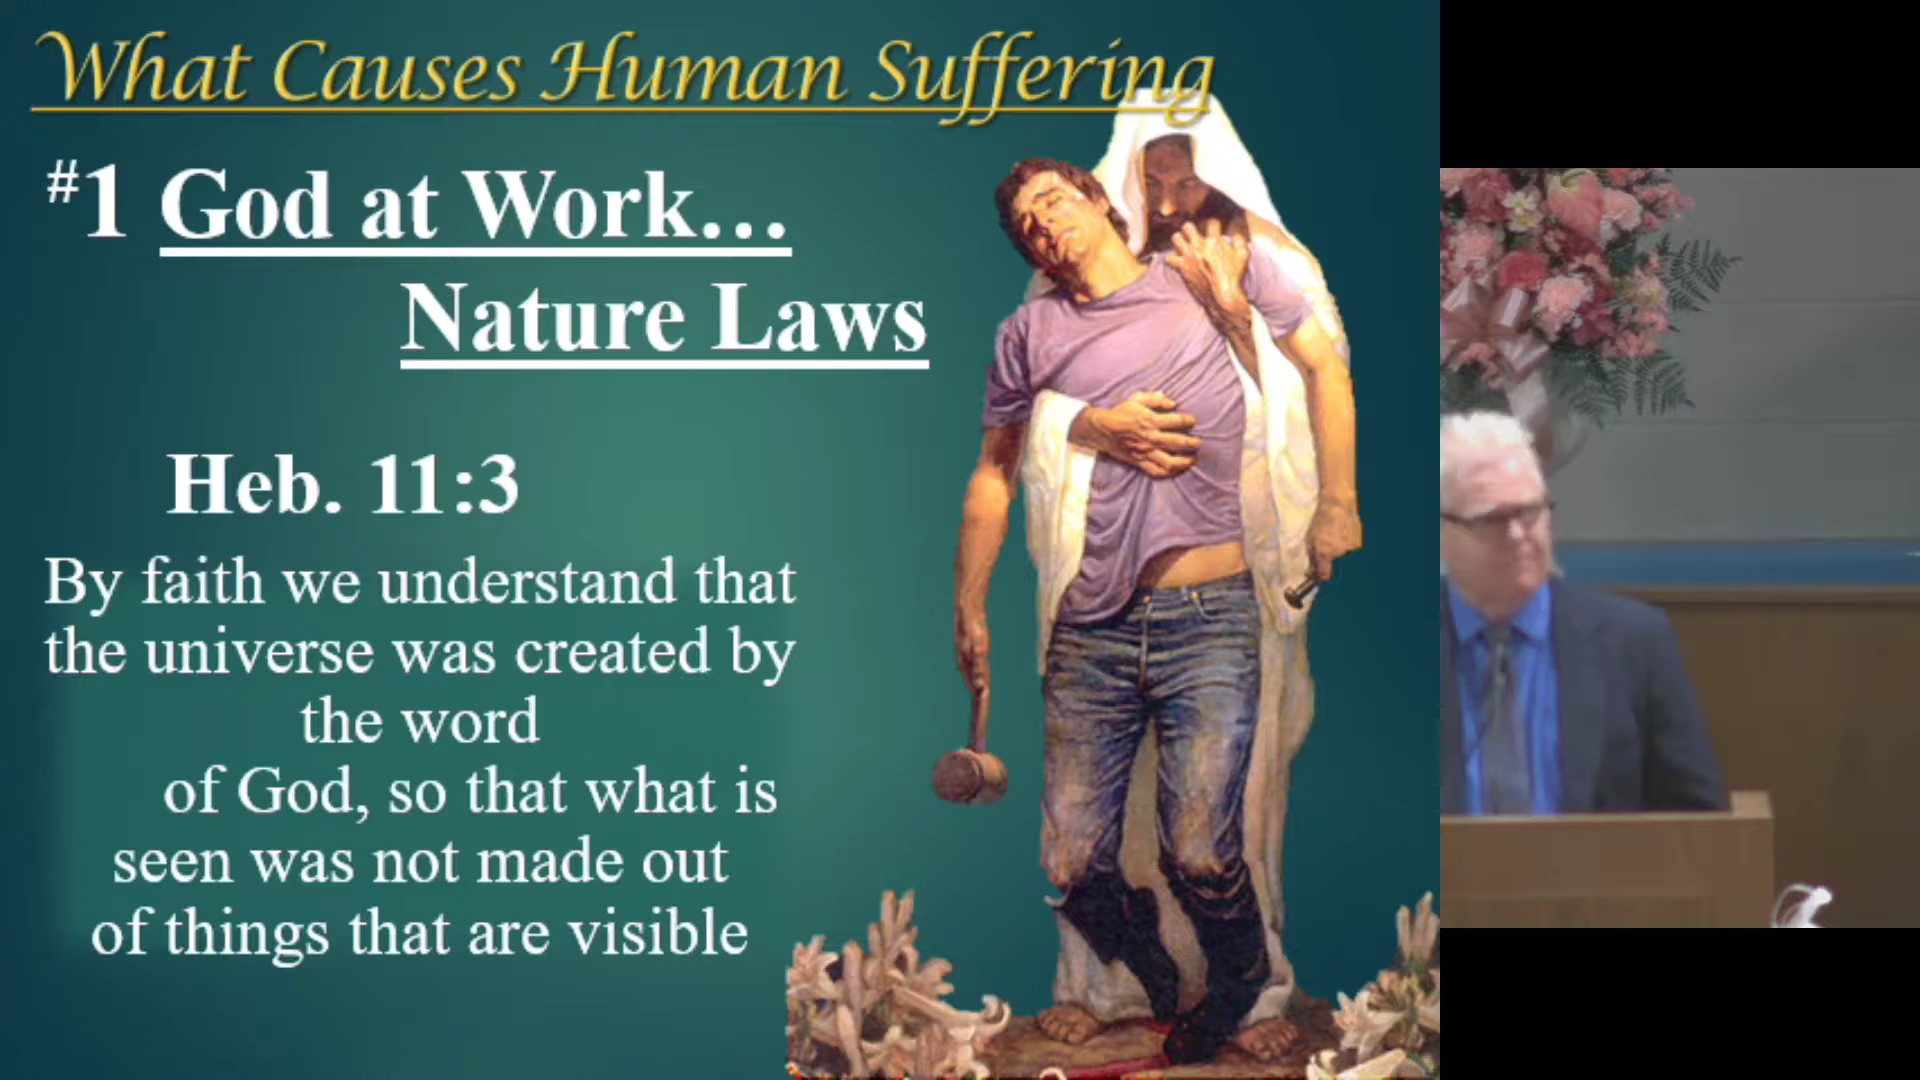 What Causes Human Suffering
#1 God at Work...
Nature Laws
Heb. 11:3
By faith we understand that
the universe was created by
the word
of God, so that what is
seen was not made out
of things that are visible